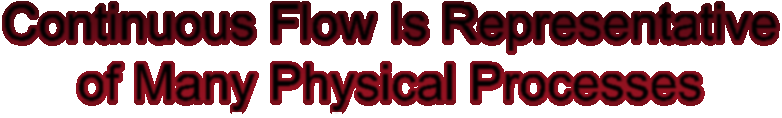 Continuous Flow Is Representative
of Many Physical Processes